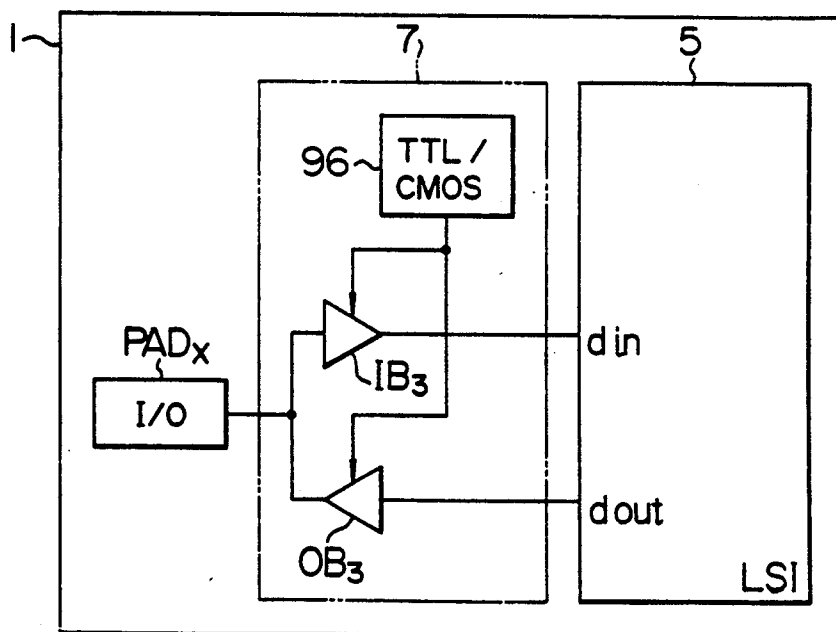 1
7
5
96
TTL/
CMOS
PADx
I/O
IB3
din
OB3
dout
LSI